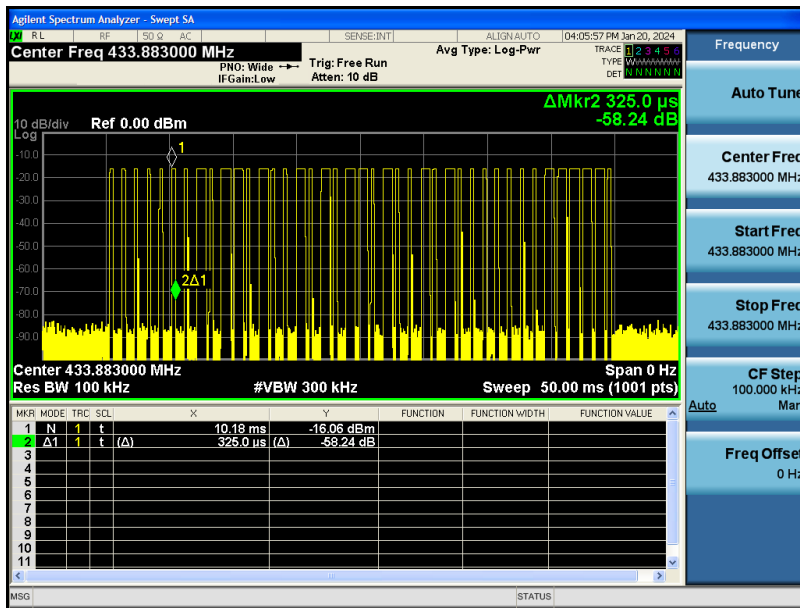 Agilent Spectrum Analyzer - Swept SA
LXI R L RF 50 Ω AC SENSE:INT ALIGN AUTO 04:05:57 PM Jan 20, 2024
Center Freq 433.883000 MHz
PNO: Wide
IFGain:Low
Trig: Free Run
Atten: 10 dB
Avg Type: Log-Pwr
TRACE 1 2 3 4 5 6
TYPE W
DET N N N N N N
ΔMkr2 325.0 µs
-58.24 dB
10 dB/div Ref 0.00 dBm
Log
1
-10.0
-20.0
-30.0
-40.0
-50.0
-60.0
2Δ1
-70.0
-80.0
-90.0
Center 433.883000 MHz Span 0 Hz
Res BW 100 kHz #VBW 300 kHz Sweep 50.00 ms (1001 pts)
MKR MODE TRC SCL X Y FUNCTION FUNCTION WIDTH FUNCTION VALUE
1 N 1 t 10.18 ms -16.06 dBm
2 Δ1 1 t (Δ) 325.0 µs (Δ) -58.24 dB
3
4
5
6
7
8
9
10
11
MSG STATUS
Frequency
Auto Tune
Center Freq
433.883000 MHz
Start Freq
433.883000 MHz
Stop Freq
433.883000 MHz
CF Step
100.000 kHz
Auto Man
Freq Offset
0 Hz